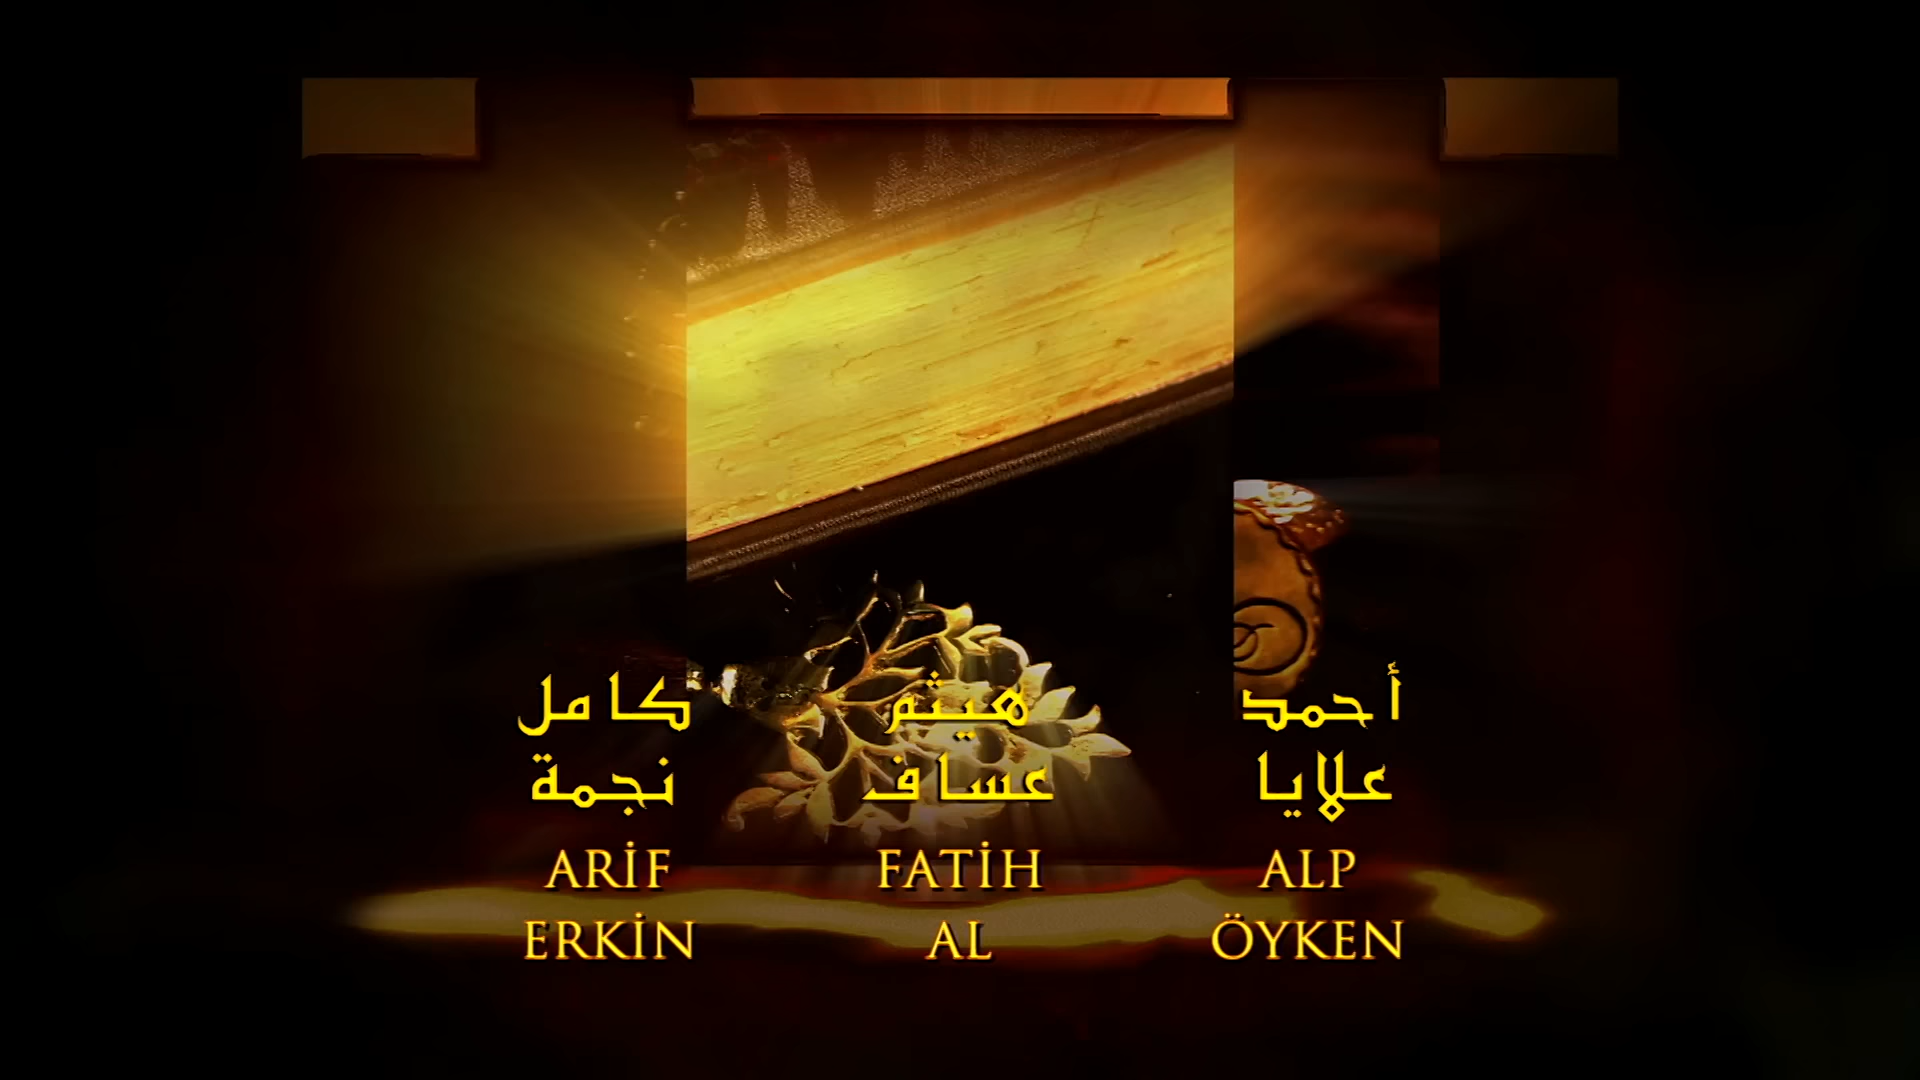 كامل
نجمة
ARİF
ERKİN
هيثم
عساف
FATİH
AL
أحمد
علايا
ALP
ÖYKEN